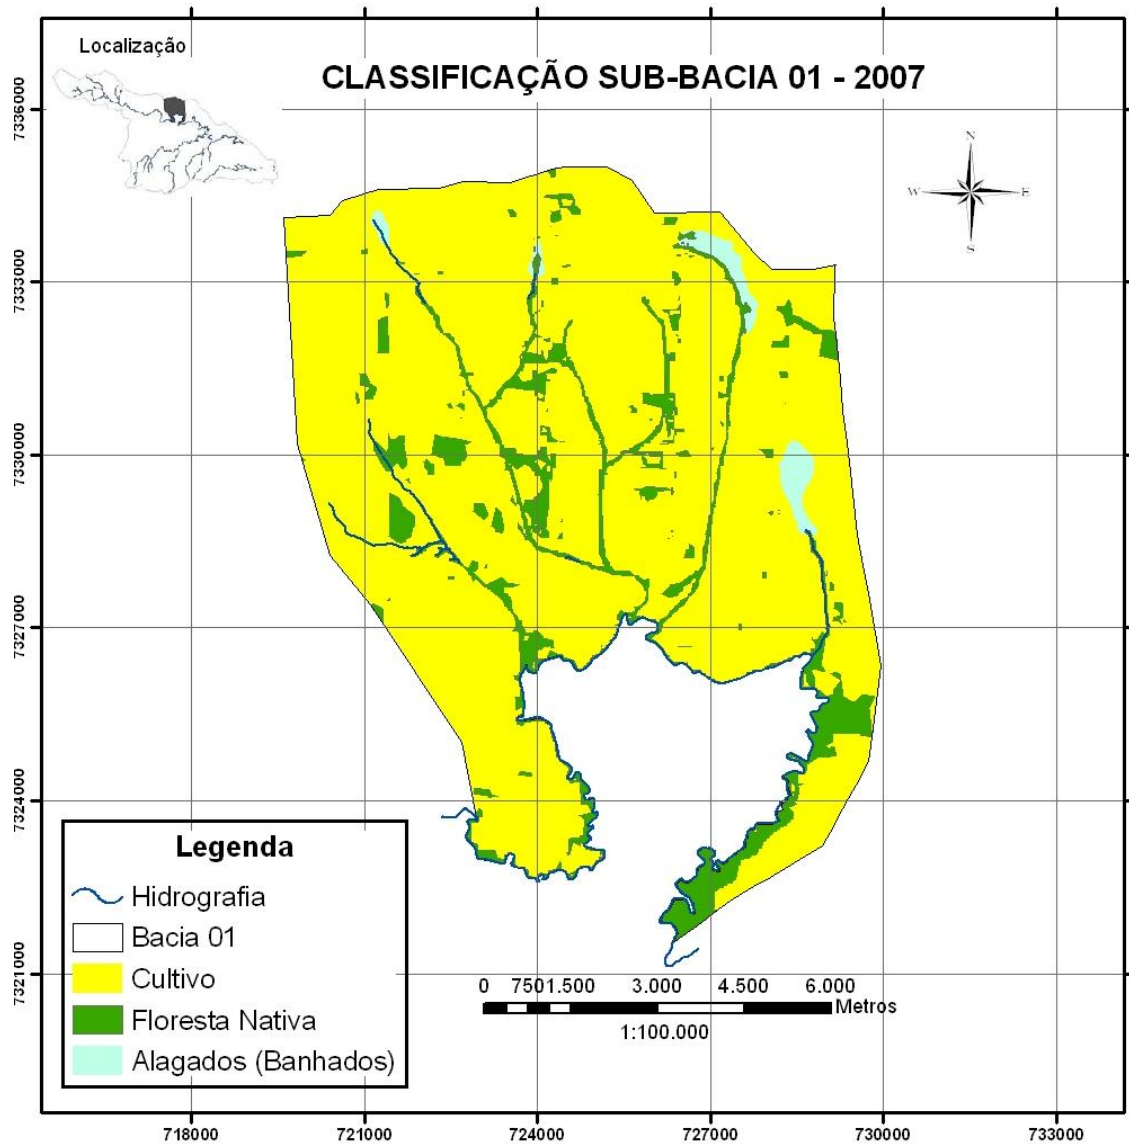 Localização
CLASSIFICAÇÃO SUB-BACIA 01 - 2007
N
W E
S
7336000
7333000
7330000
7327000
7324000
7321000
Legenda
Hidrografia
Bacia 01
Cultivo
Floresta Nativa
Alagados (Banhados)
0 750 1.500 3.000 4.500 6.000
Metros
1:100.000
718000 721000 724000 727000 730000 733000